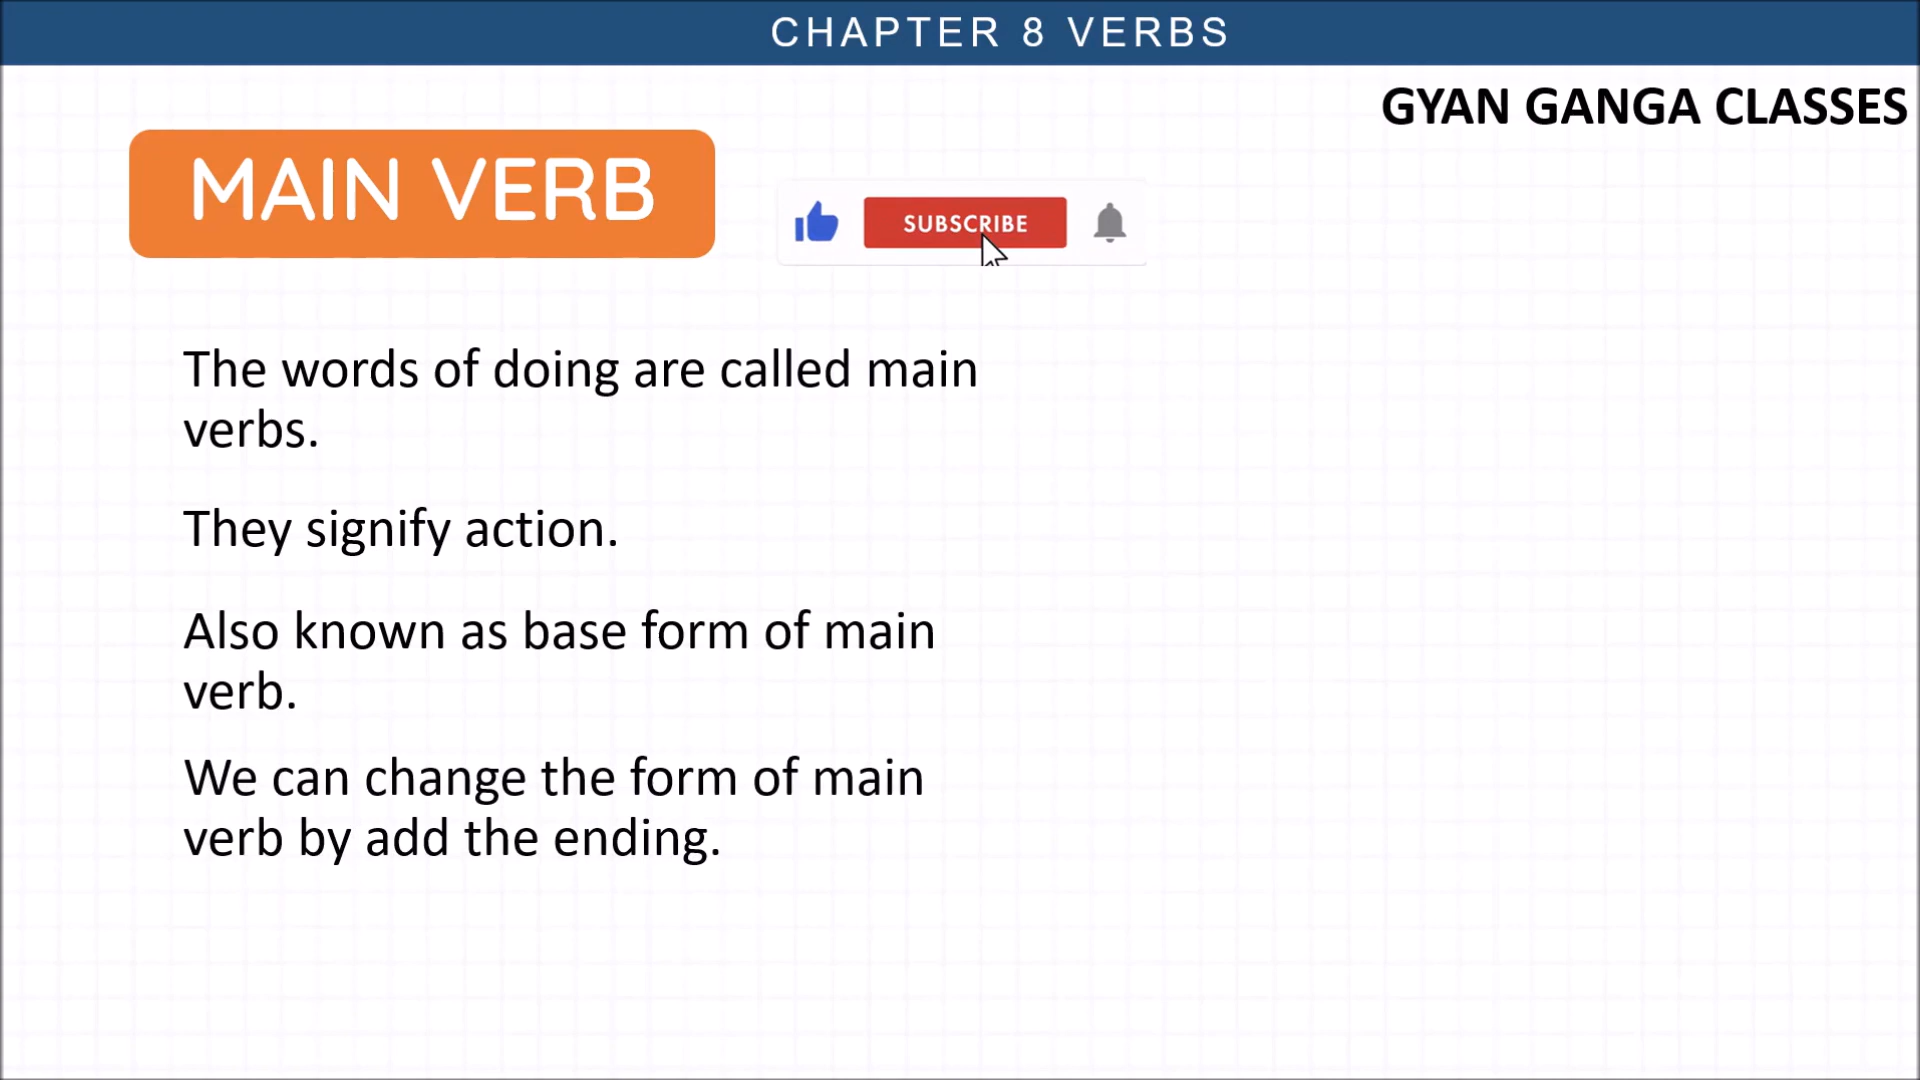 CHAPTER 8 VERBS
GYAN GANGA CLASSES
MAIN VERB
SUBSCRIBE
The words of doing are called main
verbs.
They signify action.
Also known as base form of main
verb.
We can change the form of main
verb by add the ending.